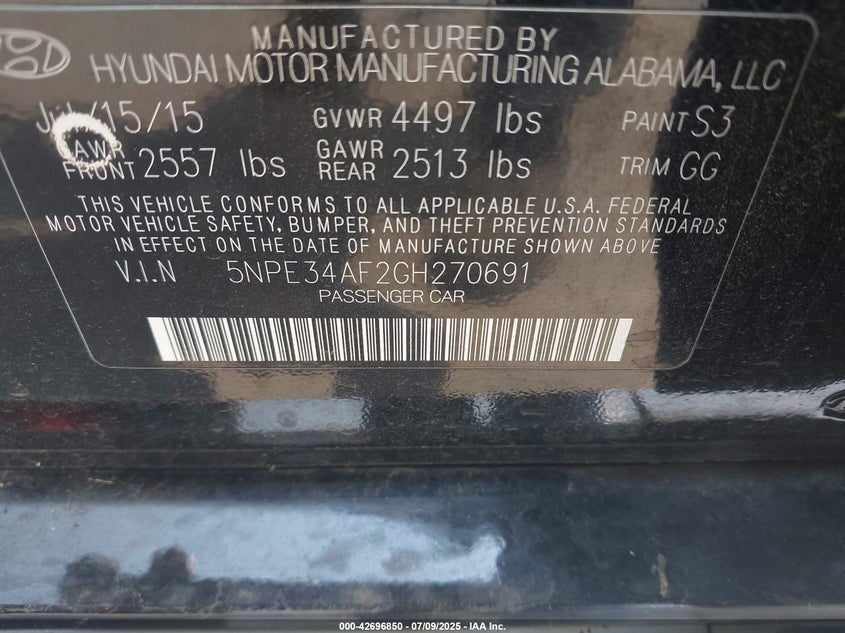 MANUFACTURED BY
HYUNDAI MOTOR MANUFACTURING ALABAMA, LLC
/15/15 GVWR 4497 lbs PAINT S3
GAWR FRONT 2557 lbs GAWR REAR 2513 lbs TRIM GG
THIS VEHICLE CONFORMS TO ALL APPLICABLE U.S.A. FEDERAL
MOTOR VEHICLE SAFETY, BUMPER, AND THEFT PREVENTION STANDARDS
IN EFFECT ON THE DATE OF MANUFACTURE SHOWN ABOVE
V.I.N 5NPE34AF2GH270691
PASSENGER CAR
000-42696850 - 07/09/2025 - IAA Inc.